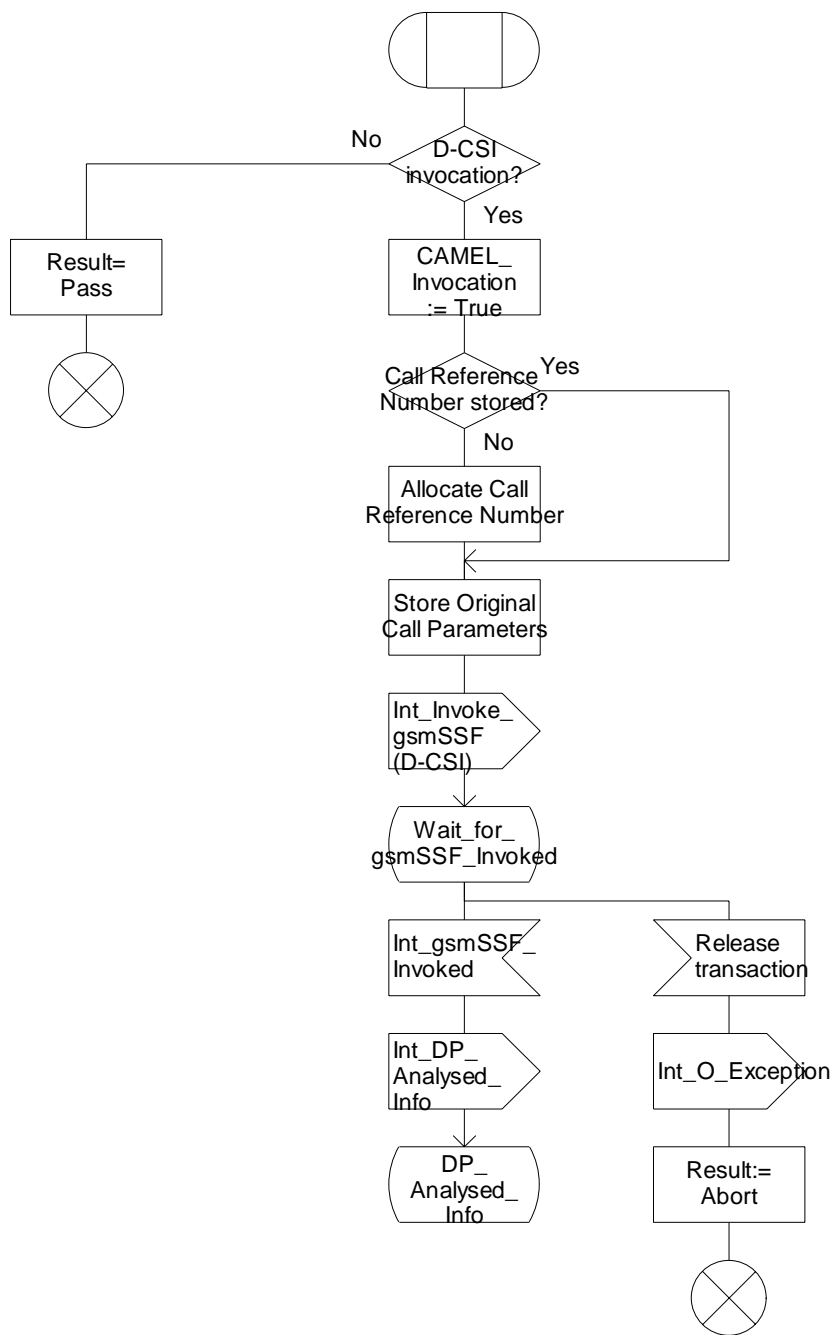 No
D-CSI
invocation?
Yes
Result=
Pass
CAMEL_
Invocation
:= True
Call Reference
Number stored?
Yes
No
Allocate Call
Reference Number
Store Original
Call Parameters
Int_Invoke_
gsmSSF
(D-CSI)
Wait_for_
gsmSSF_Invoked
Int_gsmSSF_
Invoked
Release
transaction
Int_DP_
Analysed_
Info
Int_O_Exception
DP_
Analysed_
Info
Result:=
Abort